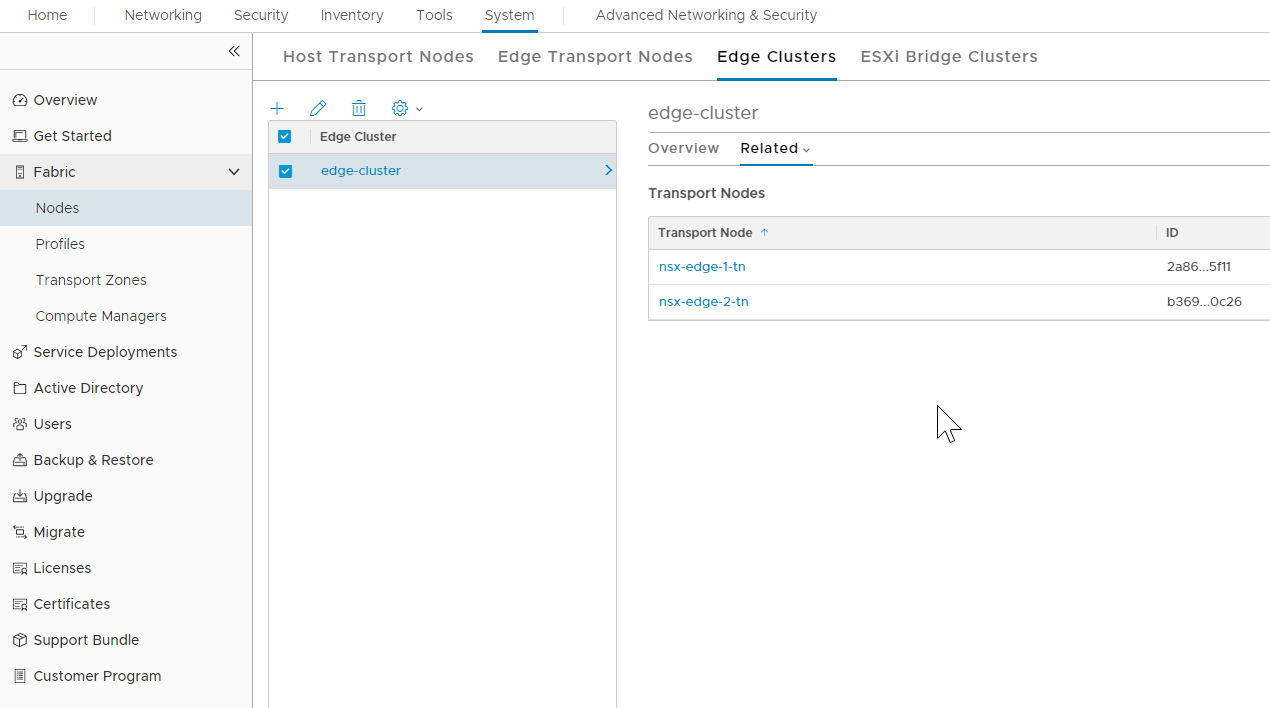 Home Networking Security Inventory Tools System Advanced Networking & Security
Host Transport Nodes Edge Transport Nodes Edge Clusters ESXi Bridge Clusters
Overview
Get Started
Fabric
Nodes
Profiles
Transport Zones
Compute Managers
Service Deployments
Active Directory
Users
Backup & Restore
Upgrade
Migrate
Licenses
Certificates
Support Bundle
Customer Program
Edge Cluster
edge-cluster
edge-cluster
Overview Related
Transport Nodes
Transport Node ID
nsx-edge-1-tn 2a86...5f11
nsx-edge-2-tn b369...0c26